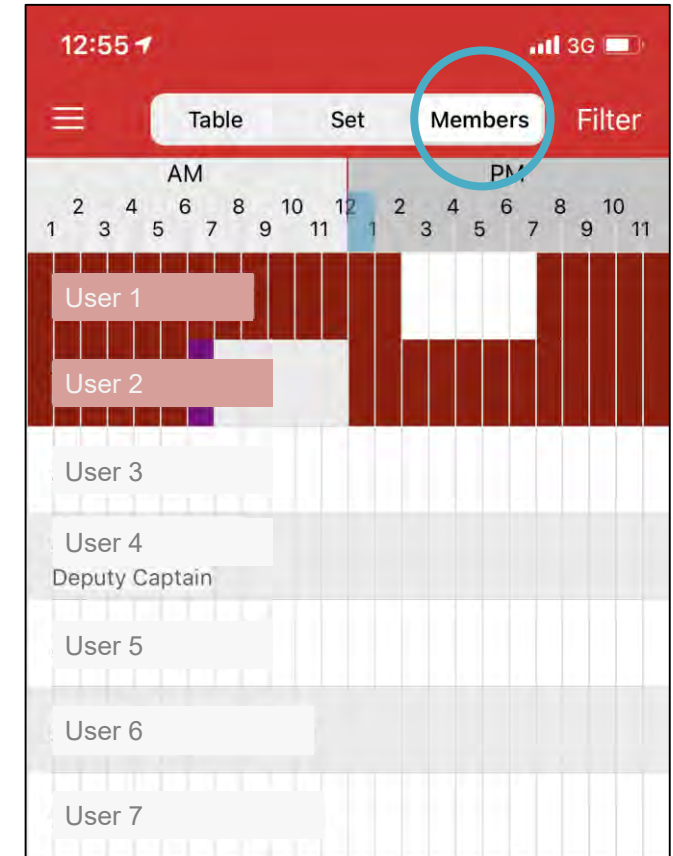 12:55 3G
Table Set Members Filter
AM PM
2 4 6 8 10 12 2 4 6 8 10
1 3 5 7 9 11 1 3 5 7 9 11
User 1
User 2
User 3
User 4
Deputy Captain
User 5
User 6
User 7